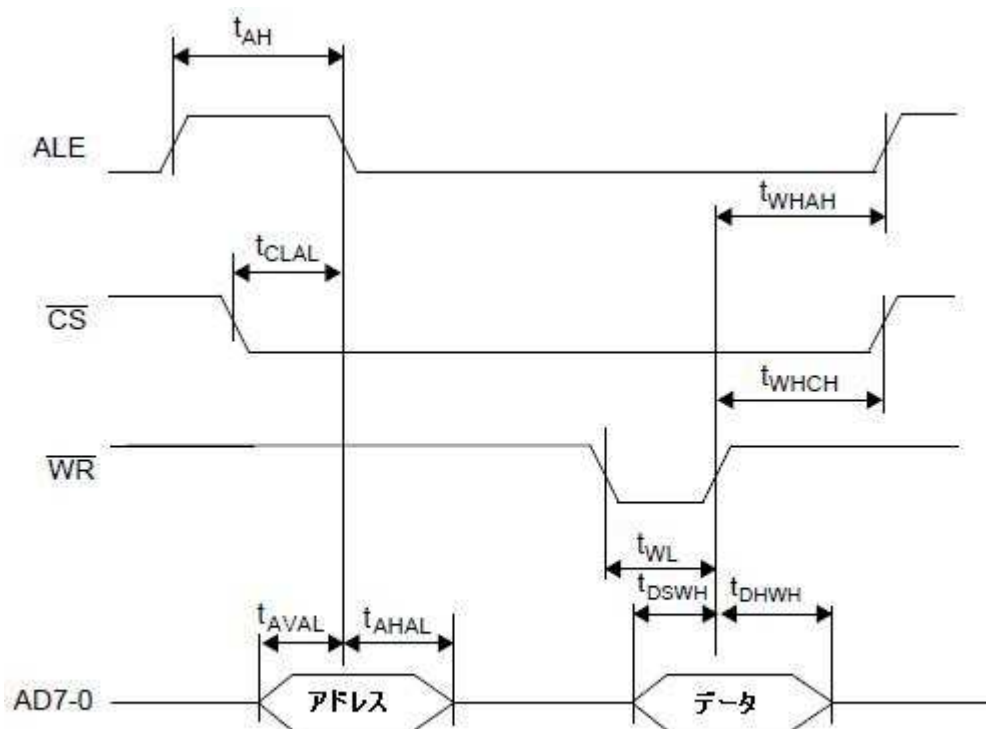 tAH
ALE
tWHAH
tCLAL
CS
tWHCH
WR
tWL
tDSWH
tDHWH
tAVAL
tAHAL
AD7-0
アドレス
データ